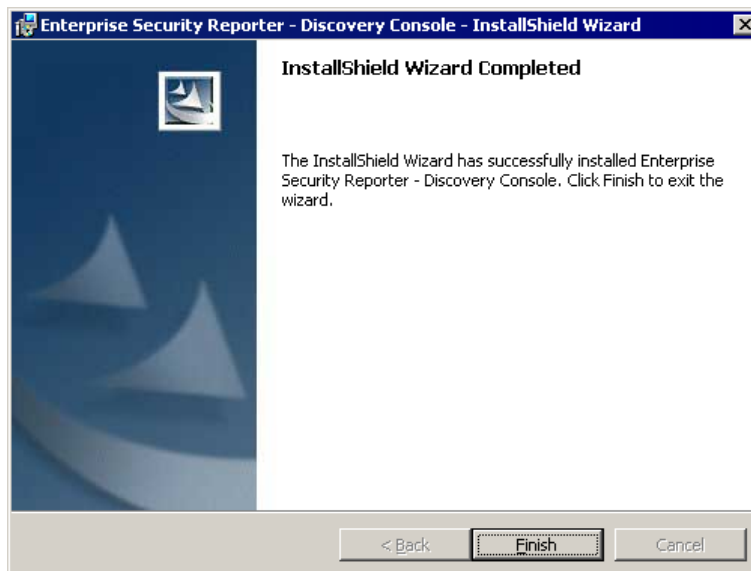 Enterprise Security Reporter - Discovery Console - InstallShield Wizard
InstallShield Wizard Completed
The InstallShield Wizard has successfully installed Enterprise
Security Reporter - Discovery Console. Click Finish to exit the
wizard.
< Back Finish Cancel